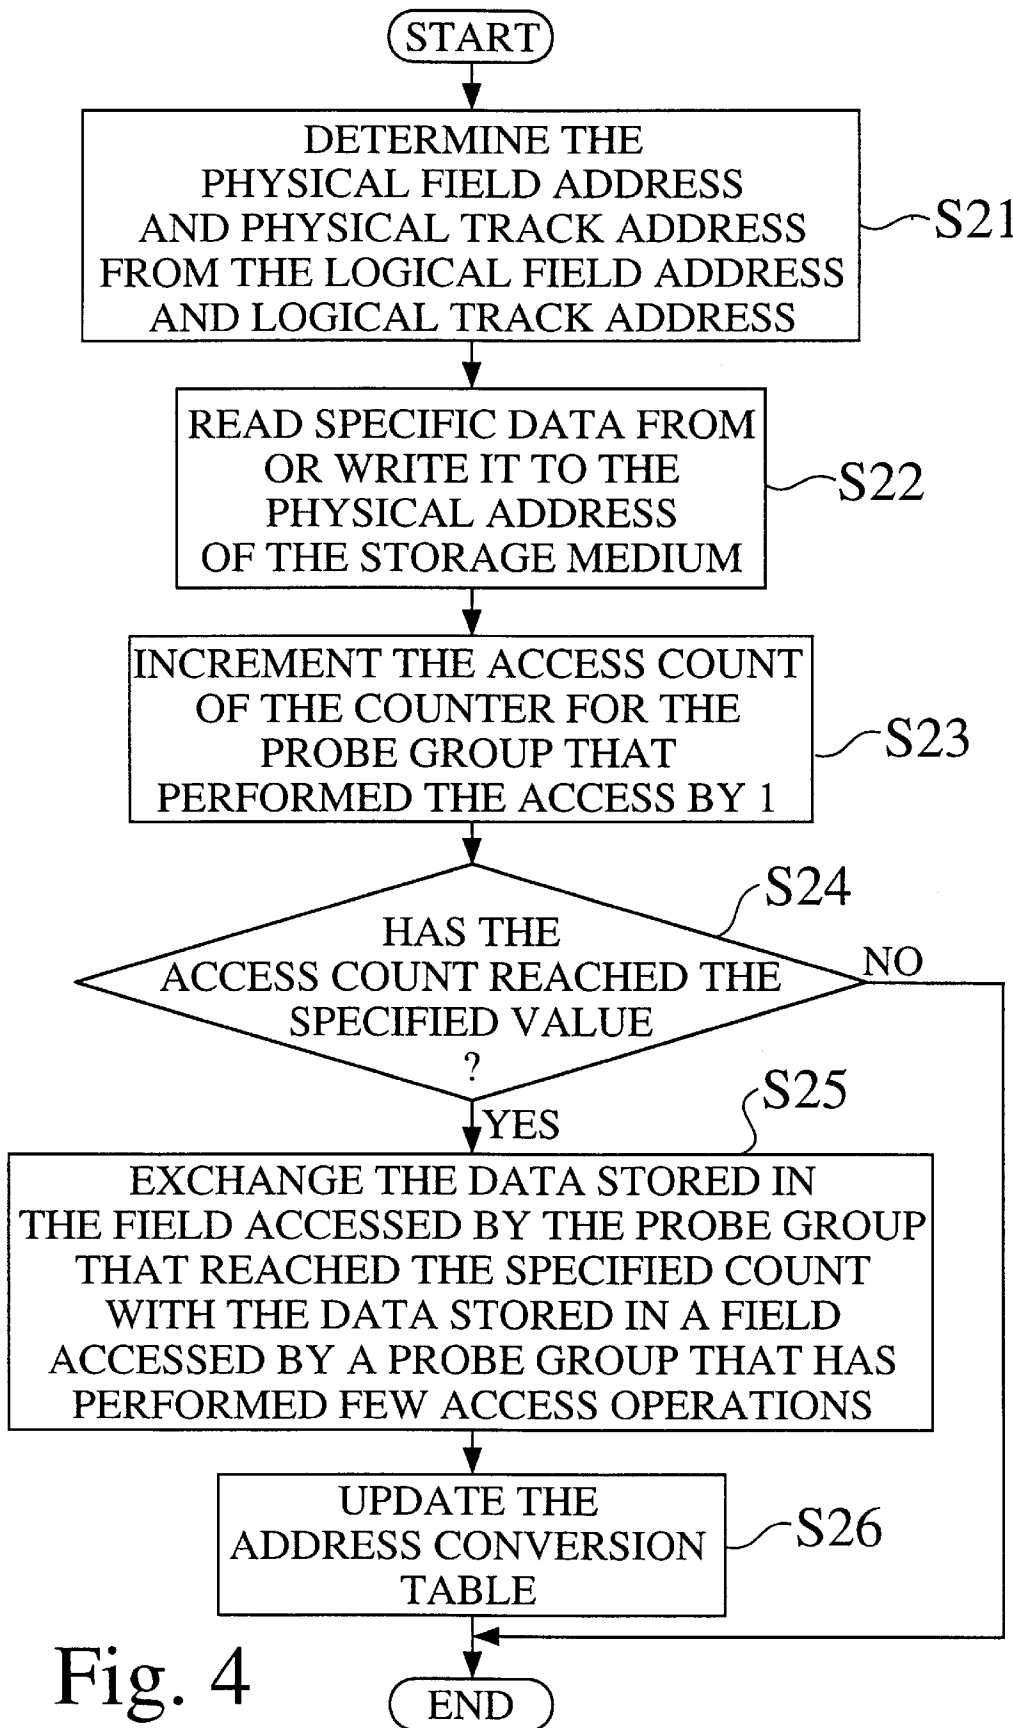 START
DETERMINE THE
PHYSICAL FIELD ADDRESS
AND PHYSICAL TRACK ADDRESS
FROM THE LOGICAL FIELD ADDRESS
AND LOGICAL TRACK ADDRESS
S21
READ SPECIFIC DATA FROM
OR WRITE IT TO THE
PHYSICAL ADDRESS
OF THE STORAGE MEDIUM
S22
INCREMENT THE ACCESS COUNT
OF THE COUNTER FOR THE
PROBE GROUP THAT
PERFORMED THE ACCESS BY 1
S23
S24
HAS THE
ACCESS COUNT REACHED THE
SPECIFIED VALUE
?
NO
YES
S25
EXCHANGE THE DATA STORED IN
THE FIELD ACCESSED BY THE PROBE GROUP
THAT REACHED THE SPECIFIED COUNT
WITH THE DATA STORED IN A FIELD
ACCESSED BY A PROBE GROUP THAT HAS
PERFORMED FEW ACCESS OPERATIONS
UPDATE THE
ADDRESS CONVERSION
TABLE
S26
END
Fig. 4